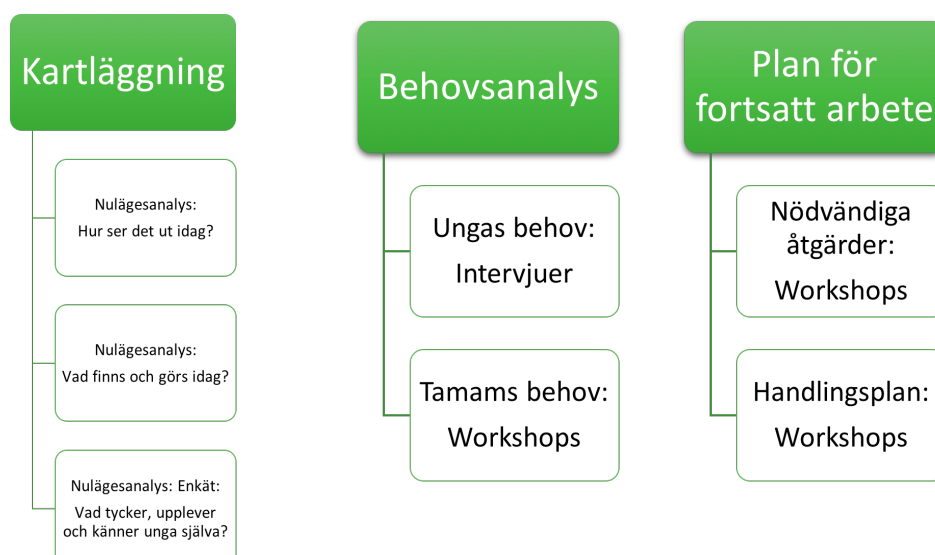 Kartläggning
Nulägesanalys:
Hur ser det ut idag?
Nulägesanalys:
Vad finns och görs idag?
Nulägesanalys: Enkät:
Vad tycker, upplever
och känner unga själva?
Behovsanalys
Ungas behov:
Intervjuer
Tamams behov:
Workshops
Plan för
fortsatt arbete
Nödvändiga
åtgärder:
Workshops
Handlingsplan:
Workshops